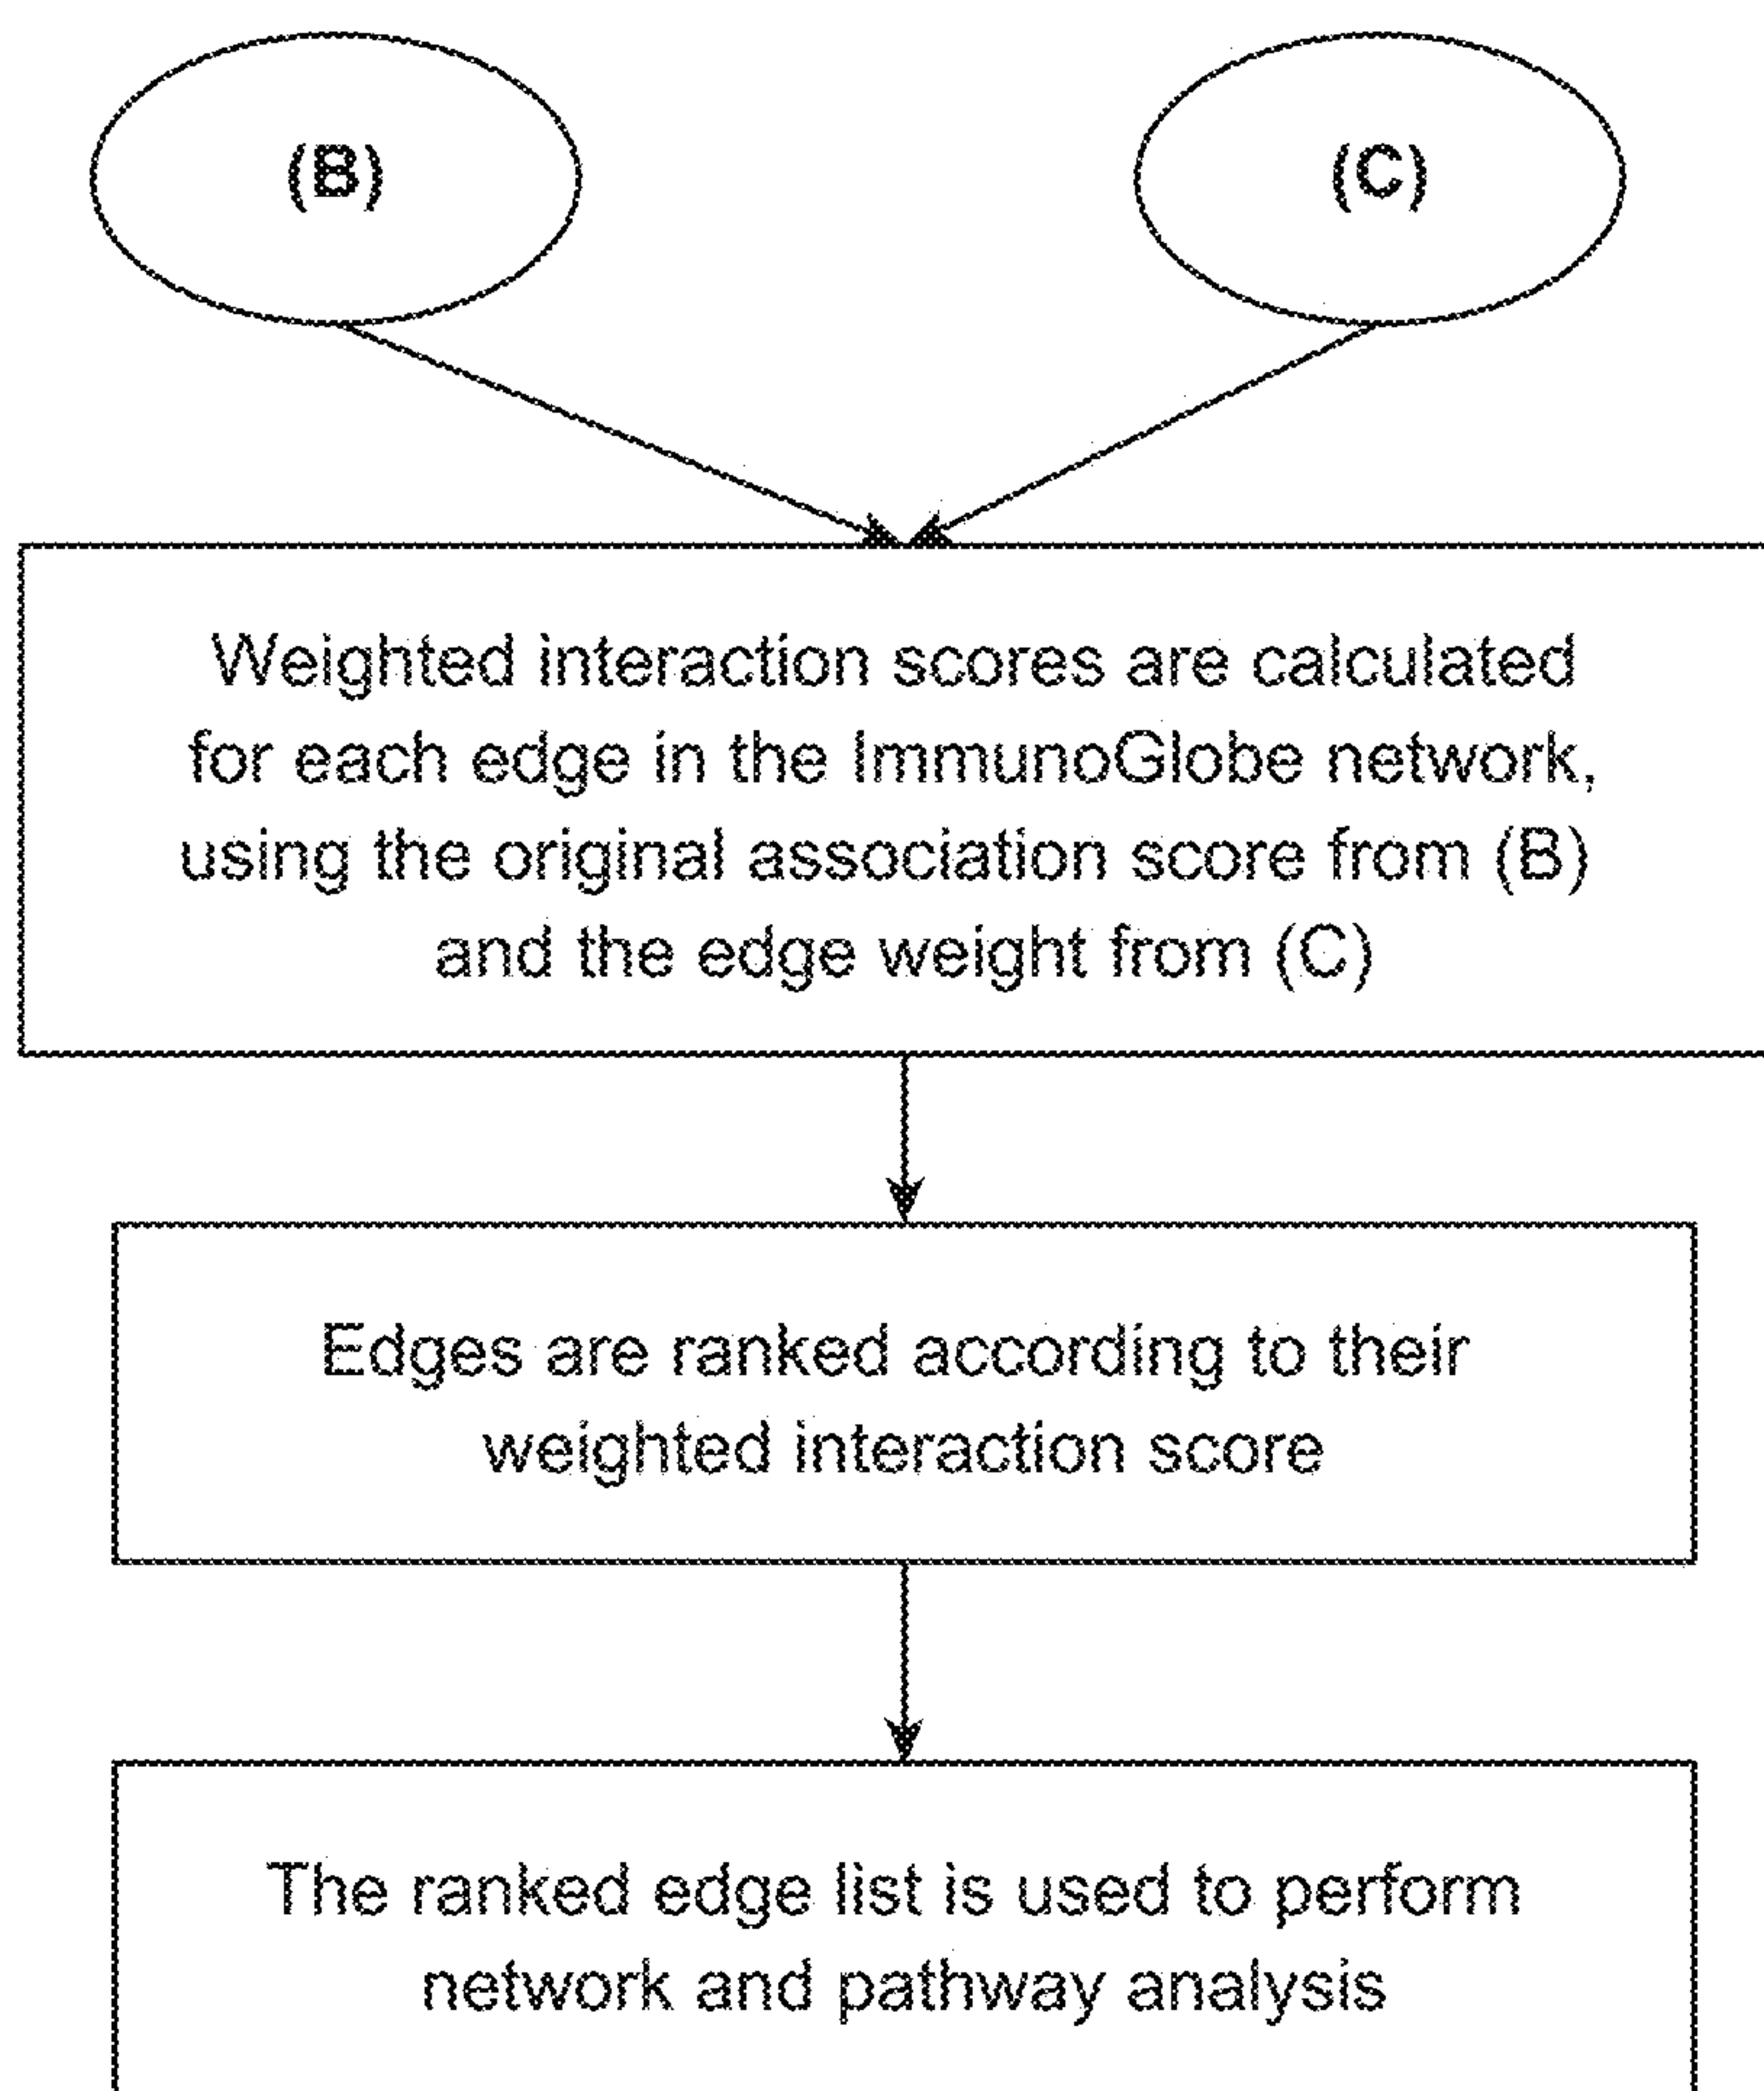 (B)
(C)
Weighted interaction scores are calculated
for each edge in the ImmunoGlobe network,
using the original association score from (B)
and the edge weight from (C)
Edges are ranked according to their
weighted interaction score
The ranked edge list is used to perform
network and pathway analysis